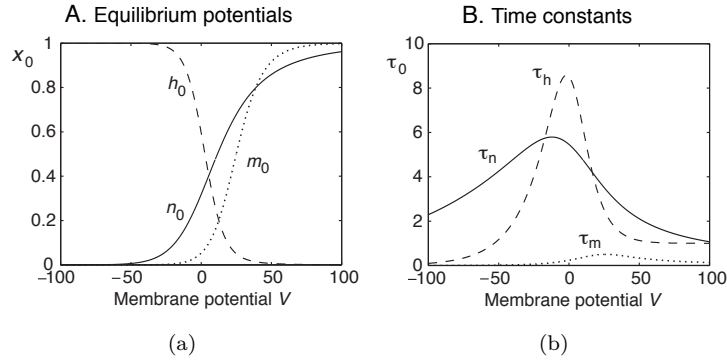 A. Equilibrium potentials
x₀
1
0.8
0.6
0.4
0.2
0
h₀
n₀
m₀
−100
−50
0
50
100
Membrane potential V
(a)
B. Time constants
τ₀
10
8
6
4
2
0
τₕ
τₙ
τₘ
−100
−50
0
50
100
Membrane potential V
(b)